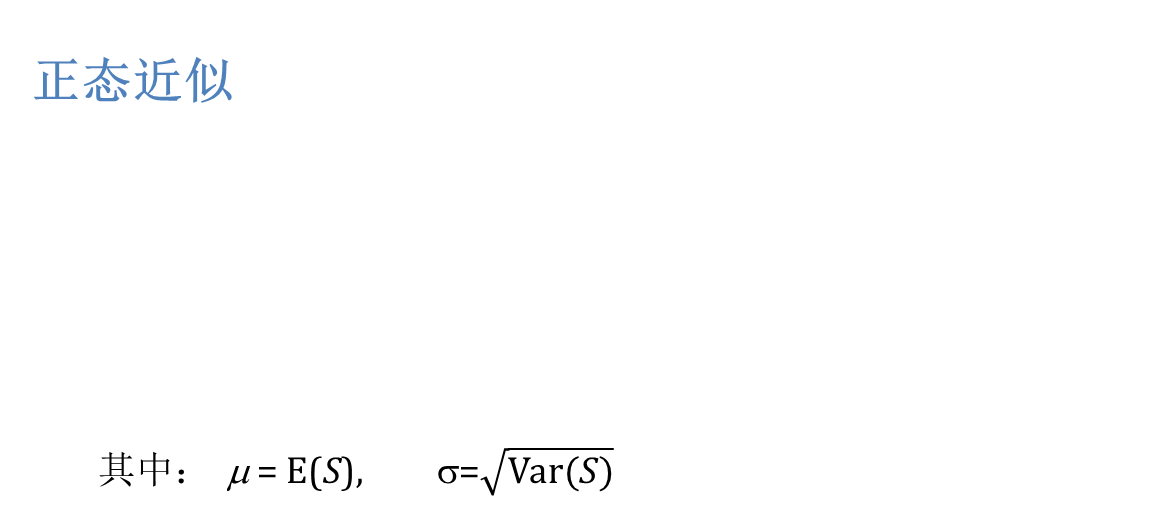 正态近似
其中： μ = E(S), σ=√Var(S)